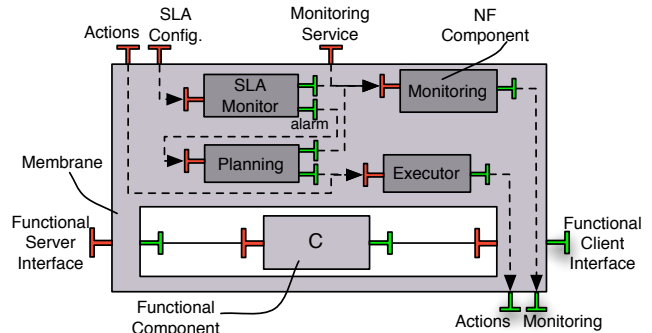 Actions
SLA
Config.
Monitoring
Service
NF
Component
SLA
Monitor
Monitoring
alarm
Planning
Executor
Membrane
Functional
Server
Interface
C
Functional
Client
Interface
Functional
Component
Actions
Monitoring